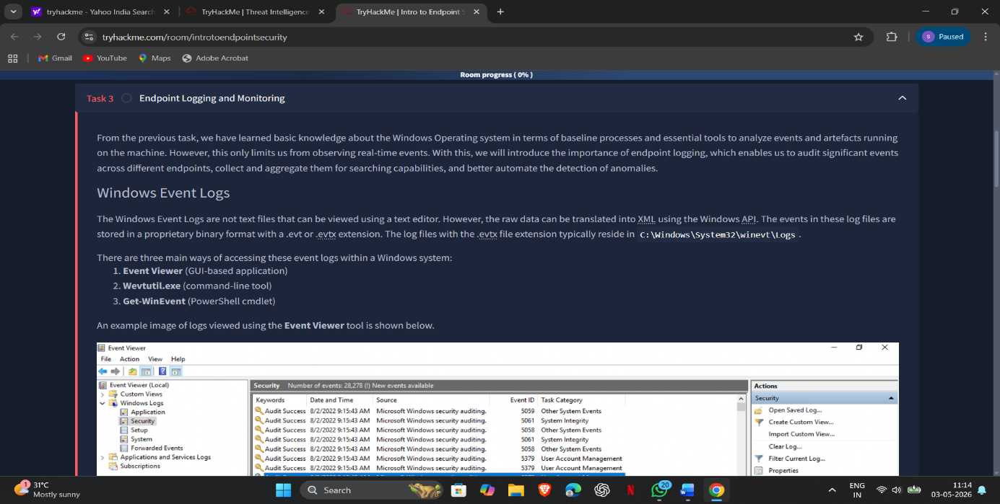 tryhackme - Yahoo India Search
TryHackMe | Threat Intelligence
TryHackMe | Intro to Endpoint S
tryhackme.com/room/introtoendpointsecurity
S Paused
Gmail
YouTube
Maps
Adobe Acrobat
Room progress ( 0% )
Task 3 Endpoint Logging and Monitoring
From the previous task, we have learned basic knowledge about the Windows Operating system in terms of baseline processes and essential tools to analyze events and artefacts running
on the machine. However, this only limits us from observing real-time events. With this, we will introduce the importance of endpoint logging, which enables us to audit significant events
across different endpoints, collect and aggregate them for searching capabilities, and better automate the detection of anomalies.
Windows Event Logs
The Windows Event Logs are not text files that can be viewed using a text editor. However, the raw data can be translated into XML using the Windows API. The events in these log files are
stored in a proprietary binary format with a .evt or .evtx extension. The log files with the .evtx file extension typically reside in C:\Windows\System32\winevt\Logs .
There are three main ways of accessing these event logs within a Windows system:
1. Event Viewer (GUI-based application)
2. Wevtutil.exe (command-line tool)
3. Get-WinEvent (PowerShell cmdlet)
An example image of logs viewed using the Event Viewer tool is shown below.
Event Viewer
File Action View Help
Event Viewer (Local)
Custom Views
Windows Logs
Application
Security
Setup
System
Forwarded Events
Applications and Services Logs
Subscriptions
Security Number of events: 28,278 (!) New events available
Keywords Date and Time Source Event ID Task Category
Audit Success 8/2/2022 9:15:43 AM Microsoft Windows security auditing. 5059 Other System Events
Audit Success 8/2/2022 9:15:43 AM Microsoft Windows security auditing. 5061 System Integrity
Audit Success 8/2/2022 9:15:43 AM Microsoft Windows security auditing. 5058 Other System Events
Audit Success 8/2/2022 9:15:43 AM Microsoft Windows security auditing. 5061 System Integrity
Audit Success 8/2/2022 9:15:43 AM Microsoft Windows security auditing. 5058 Other System Events
Audit Success 8/2/2022 9:15:43 AM Microsoft Windows security auditing. 5379 User Account Management
Audit Success 8/2/2022 9:15:43 AM Microsoft Windows security auditing. 5379 User Account Management
Actions
Security
Open Saved Log...
Create Custom View...
Import Custom View...
Clear Log...
Filter Current Log...
Properties
1
31°C
Mostly sunny
Search
20
ENG
IN
11:14
03-05-2026